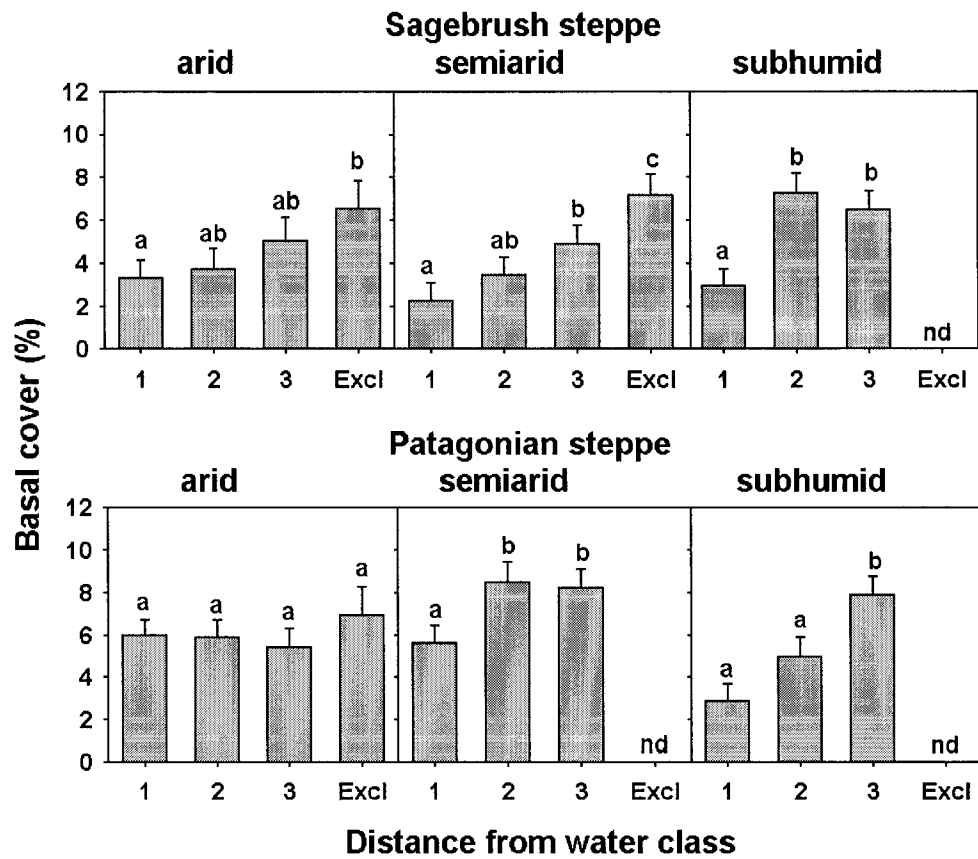 Sagebrush steppe
arid semiarid subhumid
12
10
8
6
4
2
0
a ab ab b
a ab b c
a b b nd
1 2 3 Excl 1 2 3 Excl 1 2 3 Excl
Basal cover (%)
Patagonian steppe
arid semiarid subhumid
12
10
8
6
4
2
0
a a a a
a b b nd
a a b nd
1 2 3 Excl 1 2 3 Excl 1 2 3 Excl
Distance from water class